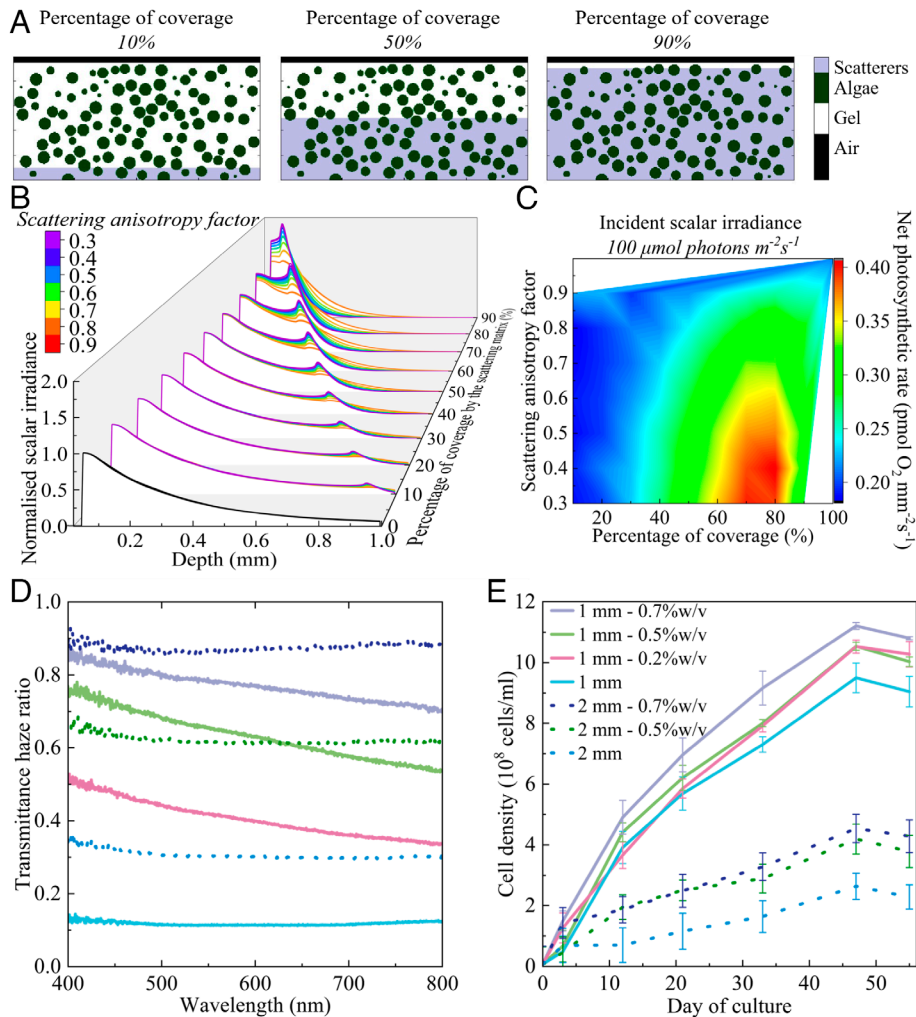 A
Percentage of coverage
10%
Percentage of coverage
50%
Percentage of coverage
90%
Scatterers
Algae
Gel
Air
B
Scattering anisotropy factor
0.3
0.4
0.5
0.6
0.7
0.8
0.9
Normalised scalar irradiance
2.0
1.5
1.0
0.5
0.0
0.2
0.4
0.6
0.8
1.0
Depth (mm)
90
80
70
60
50
40
30
20
10
0
Percentage of coverage by the scattering matrix (%)
C
Incident scalar irradiance
100 μmol photons m-2s-1
Scattering anisotropy factor
0.9
0.8
0.7
0.6
0.5
0.4
0.3
20
40
60
80
100
Percentage of coverage (%)
0.40
0.35
0.30
0.25
0.20
Net photosynthetic rate (pmol O2 mm-2s-1)
D
Transmittance haze ratio
1.0
0.8
0.6
0.4
0.2
0.0
400
500
600
700
800
Wavelength (nm)
E
Cell density (10^8 cells/ml)
12
10
8
6
4
2
0
1 mm - 0.7%w/v
1 mm - 0.5%w/v
1 mm - 0.2%w/v
1 mm
2 mm - 0.7%w/v
2 mm - 0.5%w/v
2 mm
0
10
20
30
40
50
Day of culture